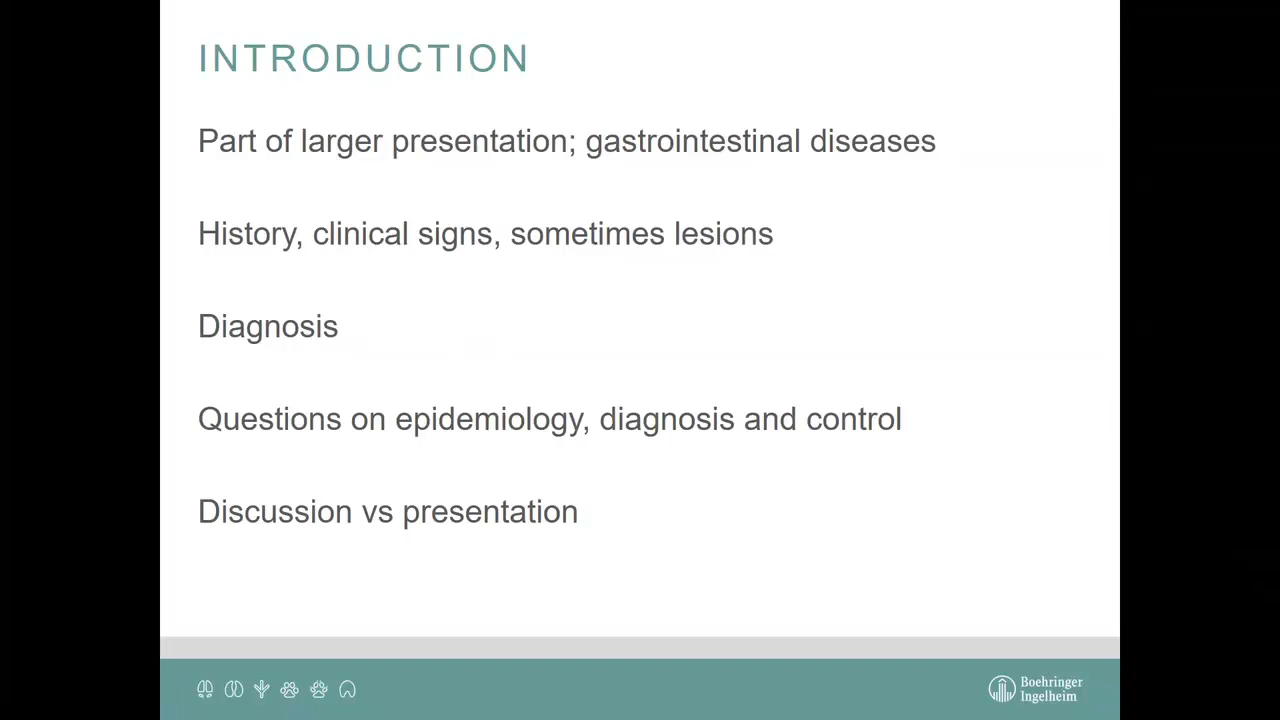 INTRODUCTION
Part of larger presentation; gastrointestinal diseases
History, clinical signs, sometimes lesions
Diagnosis
Questions on epidemiology, diagnosis and control
Discussion vs presentation
Boehringer
Ingelheim